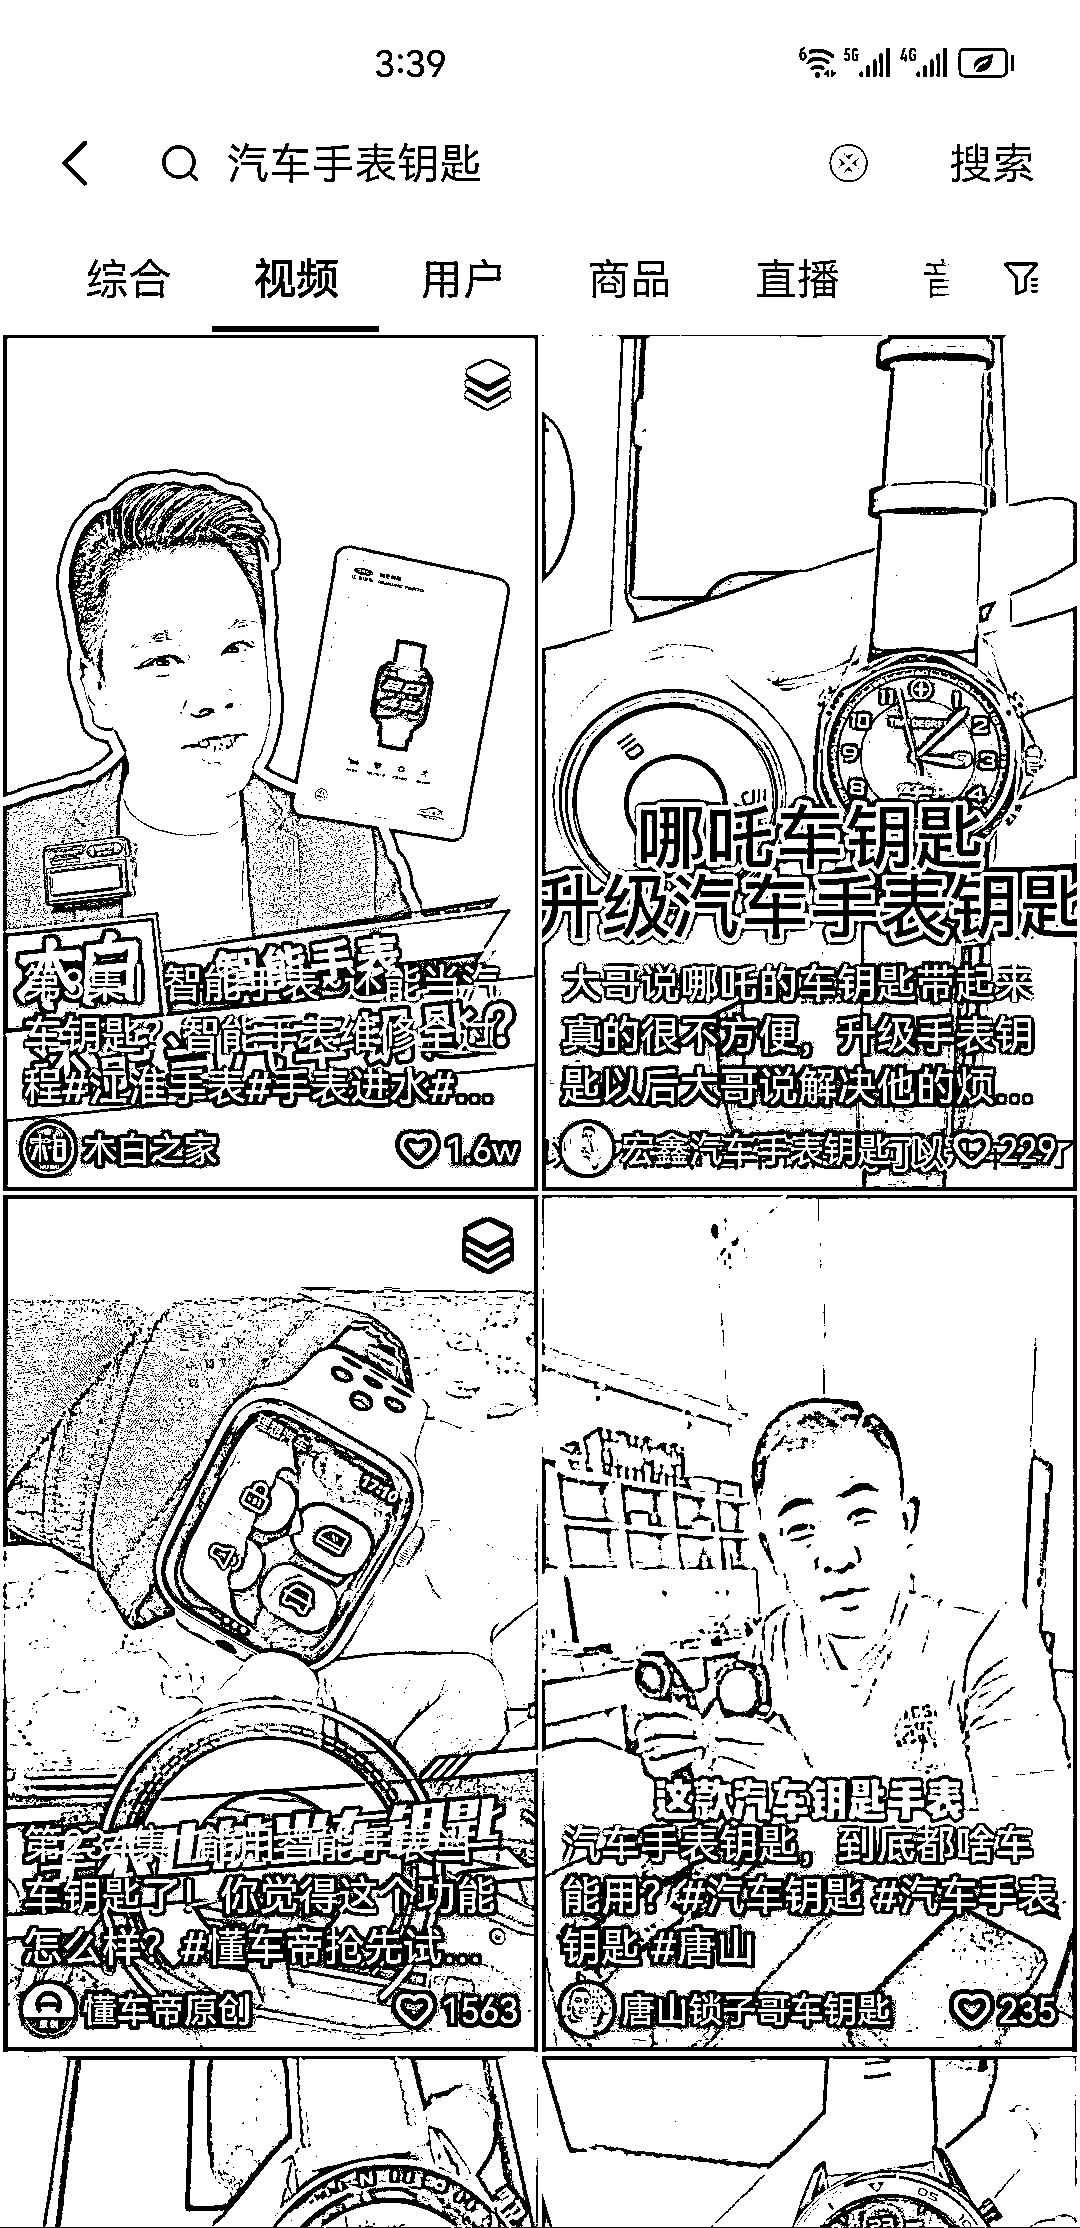 3:39
6 5G 4G
汽车手表钥匙
搜索
综合 视频 用户 商品 直播
哪吒车钥匙
升级汽车手表钥匙
木白
智能手表
第8集 | 智能手表~还能当汽
车钥匙?智能手表维修全过
程#江淮手表#手表进水#...
木白之家
1.6w
大哥说哪吒的车钥匙带起来
真的很不方便，升级手表钥
匙以后大哥说解决他的烦...
宏鑫汽车手表钥匙可以
229
17:40
第234集 | 能用智能手表当
车钥匙了！你觉得这个功能
怎么样？#懂车帝抢先试...
懂车帝原创
1563
这款汽车钥匙手表
汽车手表钥匙，到底都啥车
能用？#汽车钥匙 #汽车手表
钥匙 #唐山
唐山锁子哥车钥匙
235